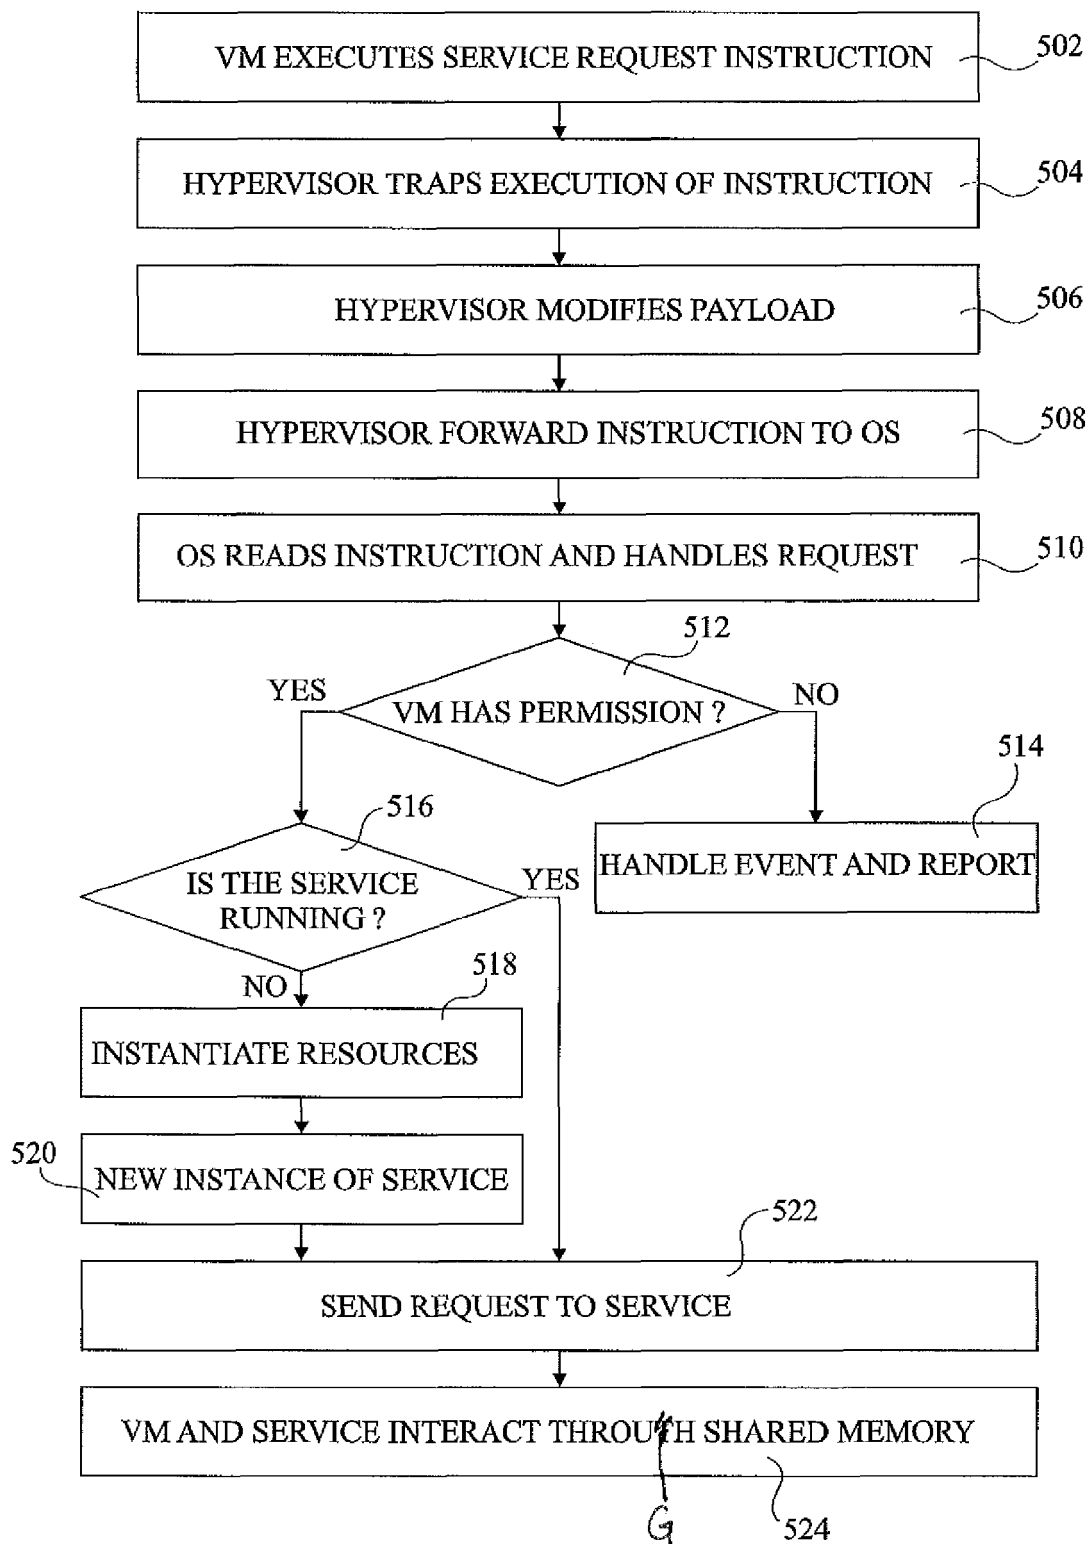 VM EXECUTES SERVICE REQUEST INSTRUCTION
502
HYPERVISOR TRAPS EXECUTION OF INSTRUCTION
504
HYPERVISOR MODIFIES PAYLOAD
506
HYPERVISOR FORWARD INSTRUCTION TO OS
508
OS READS INSTRUCTION AND HANDLES REQUEST
510
512
YES
VM HAS PERMISSION ?
NO
514
516
HANDLE EVENT AND REPORT
IS THE SERVICE
RUNNING ?
YES
NO
518
INSTANTIATE RESOURCES
520
NEW INSTANCE OF SERVICE
522
SEND REQUEST TO SERVICE
VM AND SERVICE INTERACT THROUTH SHARED MEMORY
G
524